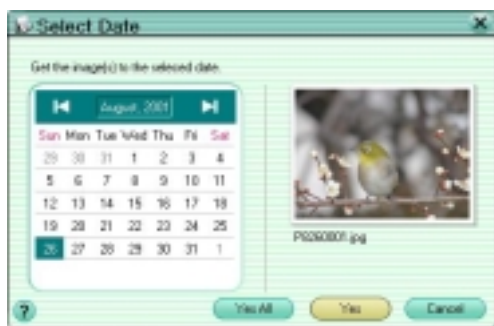 Select Date
Get the image(s) to the seleced date.
August, 2001
Sun Mon Tue Wed Thu Fri Sat
29 30 31 1 2 3 4
5 6 7 8 9 10 11
12 13 14 15 16 17 18
19 20 21 22 23 24 25
26 27 28 29 30 31 1
P8260001.jpg
? Yes All Yes Cancel